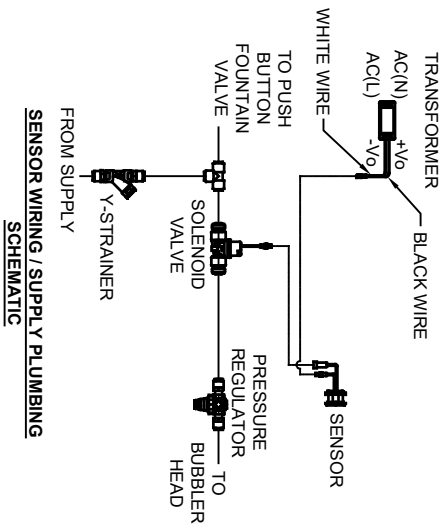 TRANSFORMER
AC(N)
AC(L)
+Vo
-Vo
WHITE WIRE
BLACK WIRE
SENSOR
TO PUSH
BUTTON
FOUNTAIN
VALVE
SOLENOID
VALVE
PRESSURE
REGULATOR
TO
BUBBLER
HEAD
Y-STRAINER
FROM SUPPLY
SENSOR WIRING / SUPPLY PLUMBING
SCHEMATIC